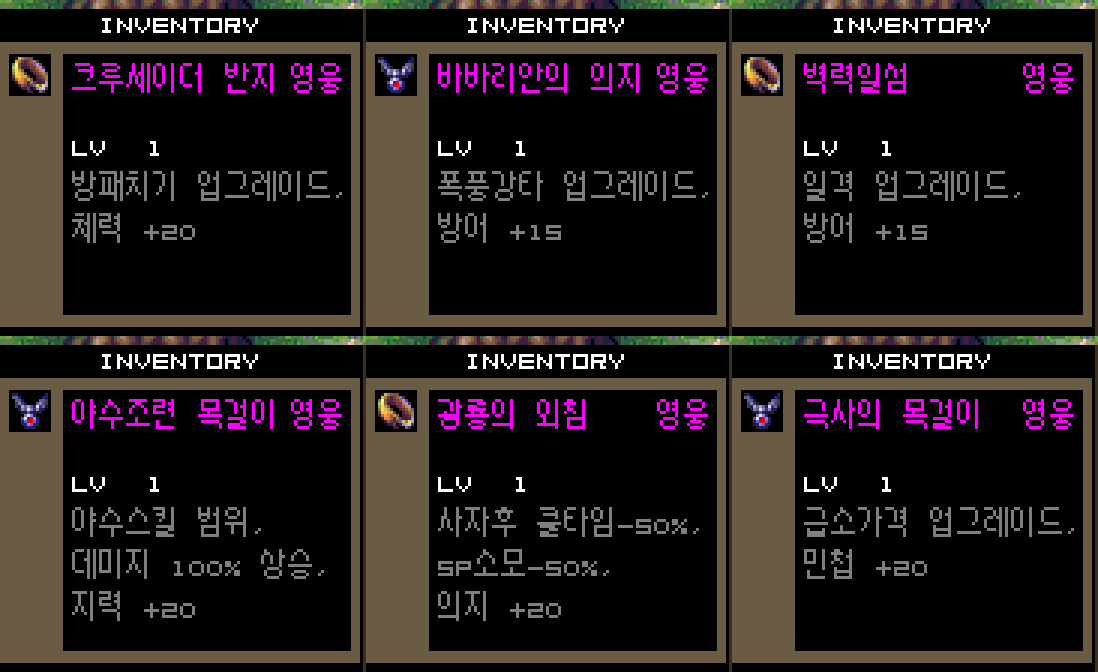 INVENTORY
크루세이더 반지 영웅
LV 1
방패치기 업그레이드,
체력 +20
INVENTORY
바바리안의 의지 영웅
LV 1
폭풍강타 업그레이드,
방어 +15
INVENTORY
벽력일섬 영웅
LV 1
일격 업그레이드,
방어 +15
INVENTORY
야수조련 목걸이 영웅
LV 1
야수스킬 범위,
데미지 100% 상승,
지력 +20
INVENTORY
광룡의 외침 영웅
LV 1
사자후 쿨타임-50%,
SP소모-50%,
의지 +20
INVENTORY
극사의 목걸이 영웅
LV 1
급소가격 업그레이드,
민첩 +20